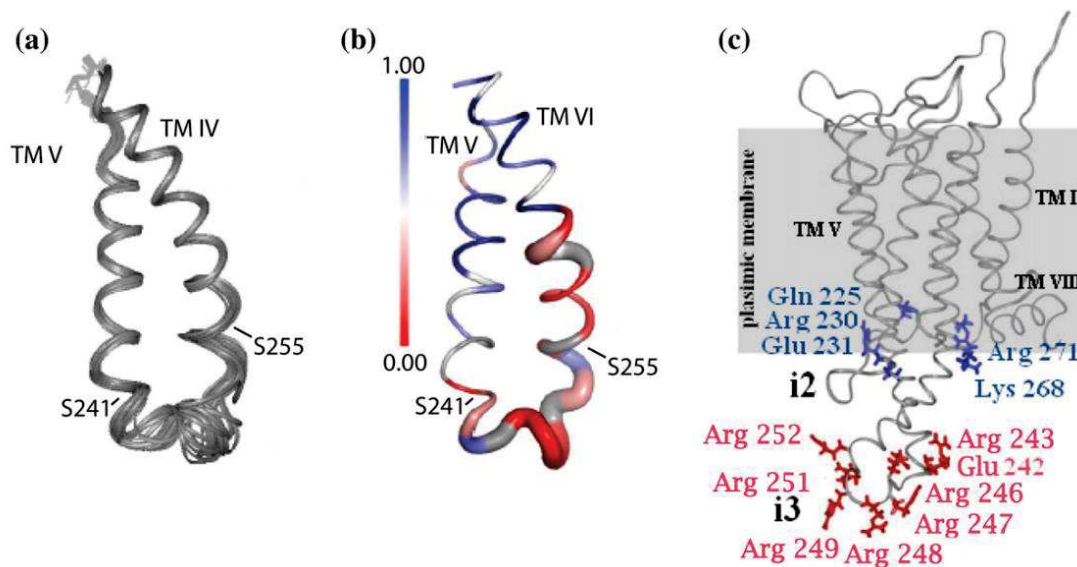 (a)
TM IV
TM V
S255
S241
(b)
1.00
TM VI
TM V
0.00
S255
S241
(c)
plasimic membrane
TM I
TM V
TM VIII
Gln 225
Arg 230
Glu 231
Arg 271
Lys 268
i2
Arg 252
Arg 243
Glu 242
Arg 251
Arg 246
i3
Arg 247
Arg 249
Arg 248